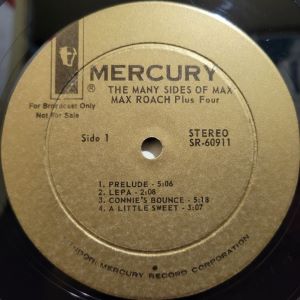 MERCURY
®
THE MANY SIDES OF MAX
MAX ROACH Plus Four
For Broadcast Only
Not For Sale
Side 1
STEREO
SR-60911
1. PRELUDE - 5:06
2. LEPA - 2:08
3. CONNIE'S BOUNCE - 5:18
4. A LITTLE SWEET - 3:07
MERCURY RECORD CORPORATION